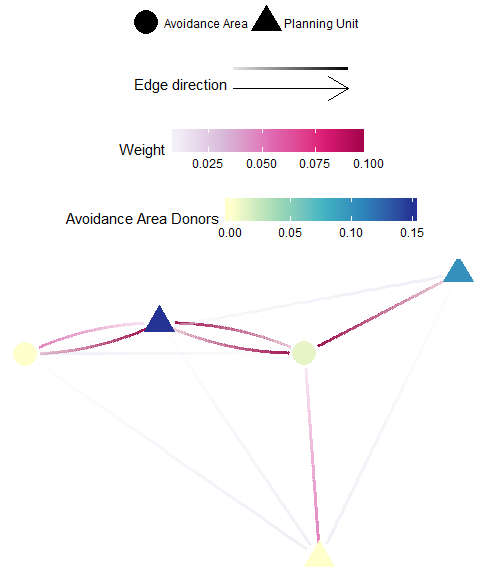 Avoidance Area Planning Unit
Edge direction
Weight
0.025 0.050 0.075 0.100
Avoidance Area Donors
0.00 0.05 0.10 0.15